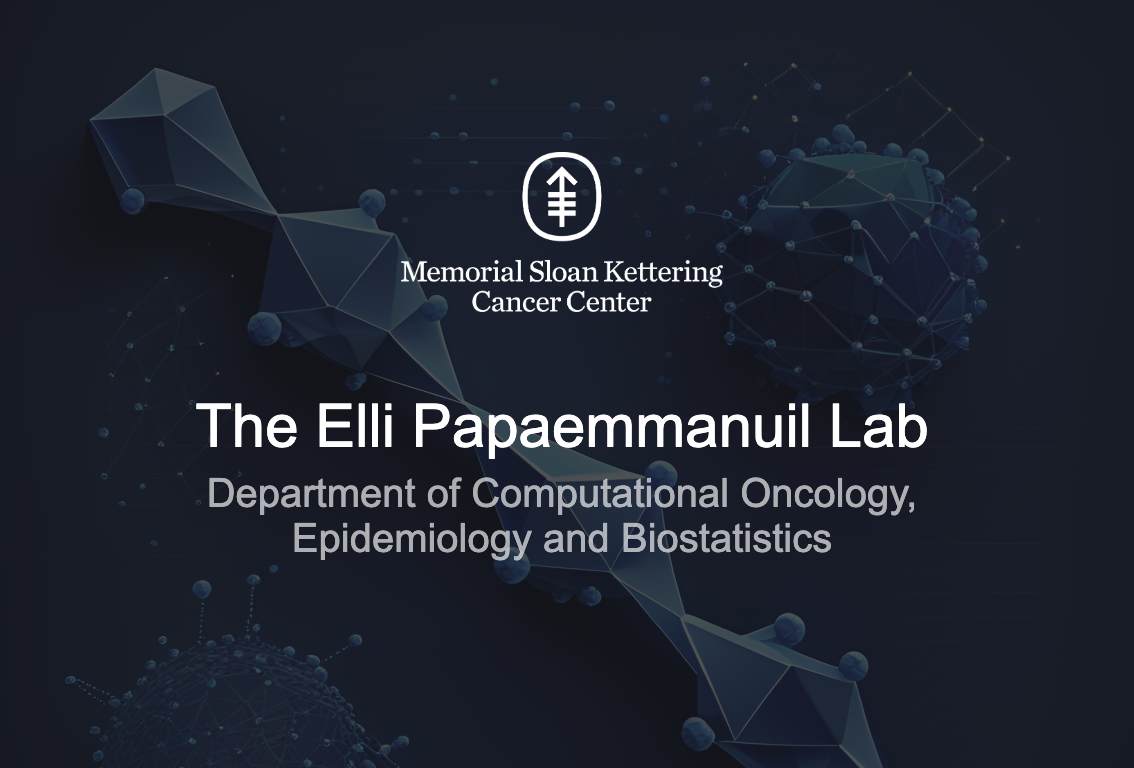 Memorial Sloan Kettering
Cancer Center
The Elli Papaemmanuil Lab
Department of Computational Oncology,
Epidemiology and Biostatistics